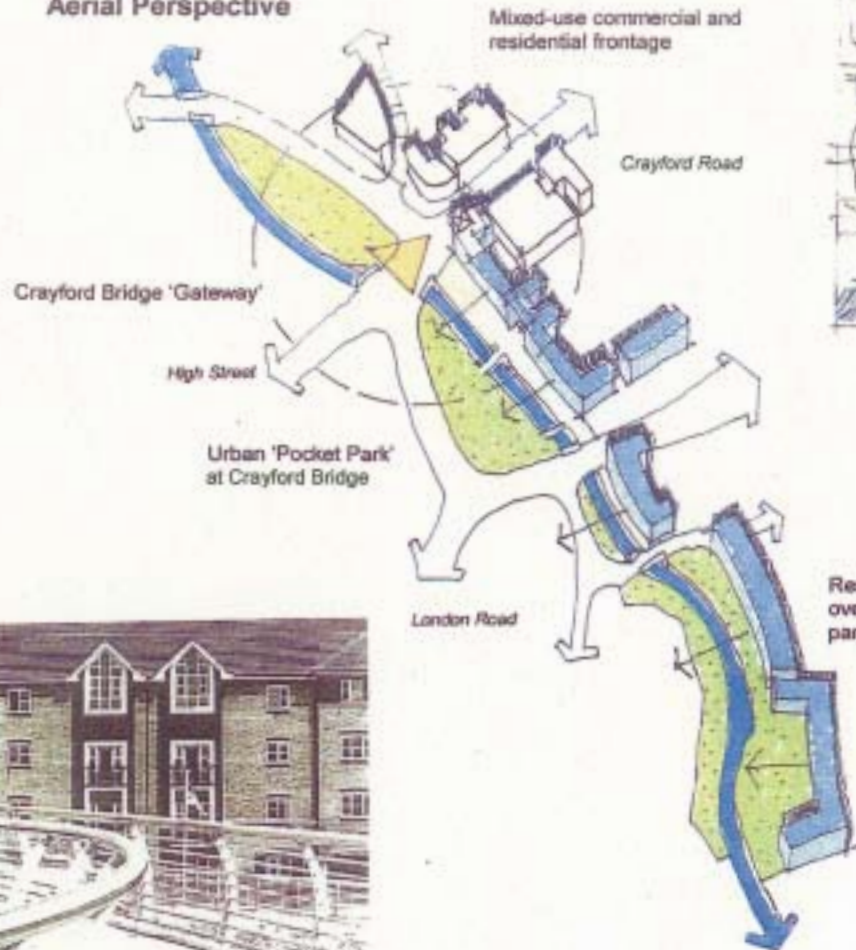 Aerial Perspective
Mixed-use commercial and
residential frontage
Crayford Road
Crayford Bridge 'Gateway'
High Street
Urban 'Pocket Park'
at Crayford Bridge
London Road